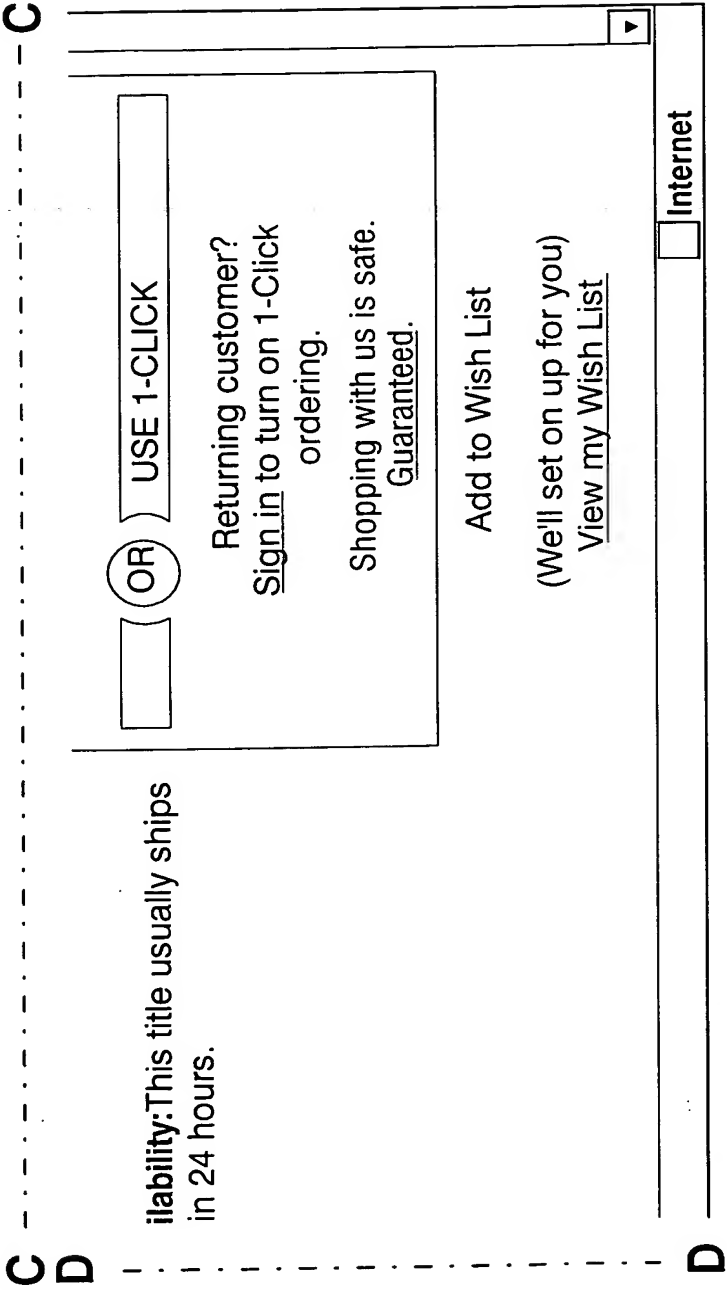 C C
D
ilability:This title usually ships
in 24 hours.
OR
USE 1-CLICK
Returning customer?
Sign in to turn on 1-Click
ordering.
Shopping with us is safe.
Guaranteed.
Add to Wish List
(We'll set on up for you)
View my Wish List
Internet
D